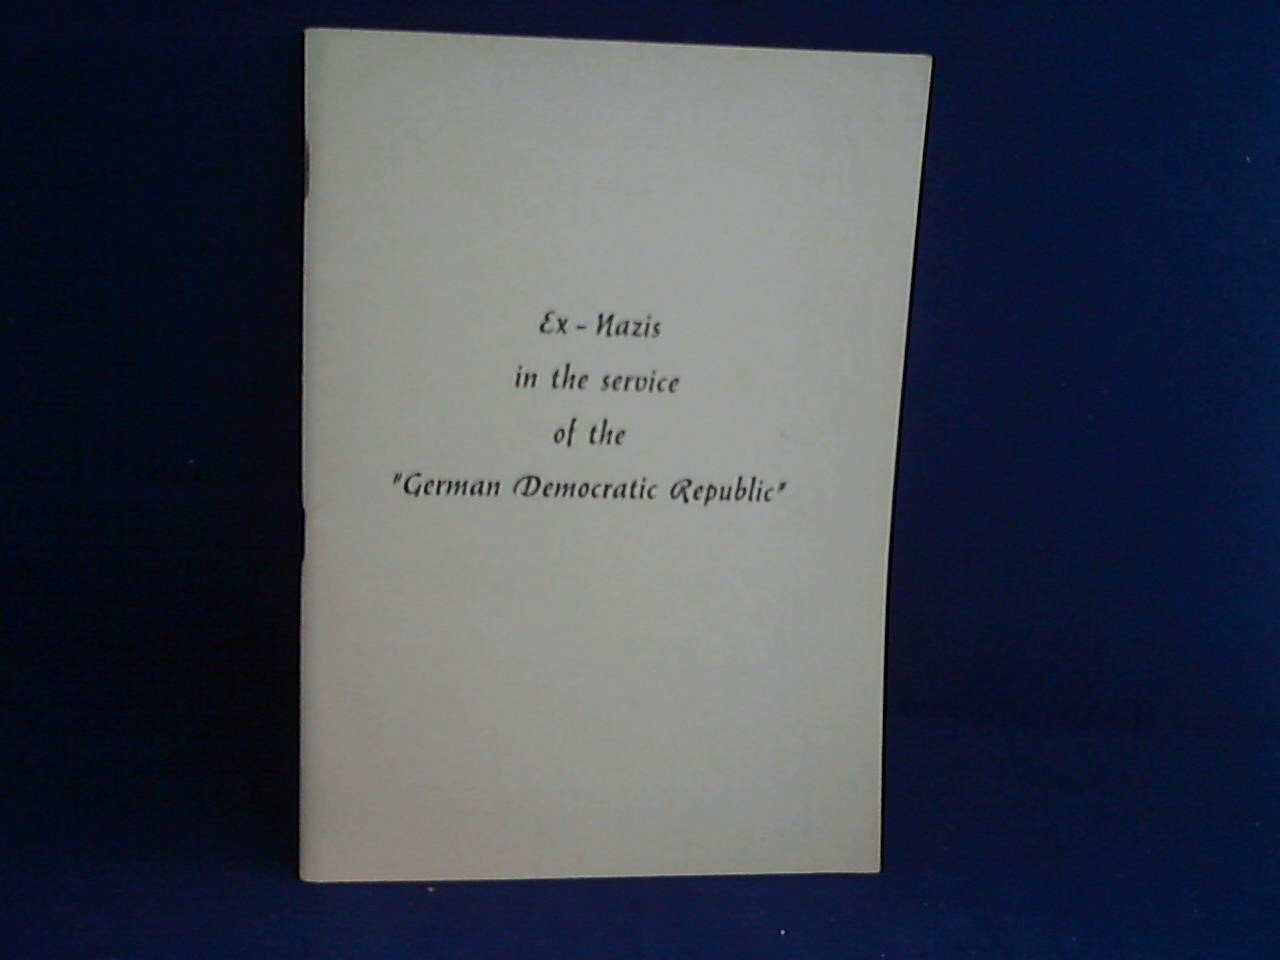 Ex - Nazis
in the service
of the
"German Democratic Republic"